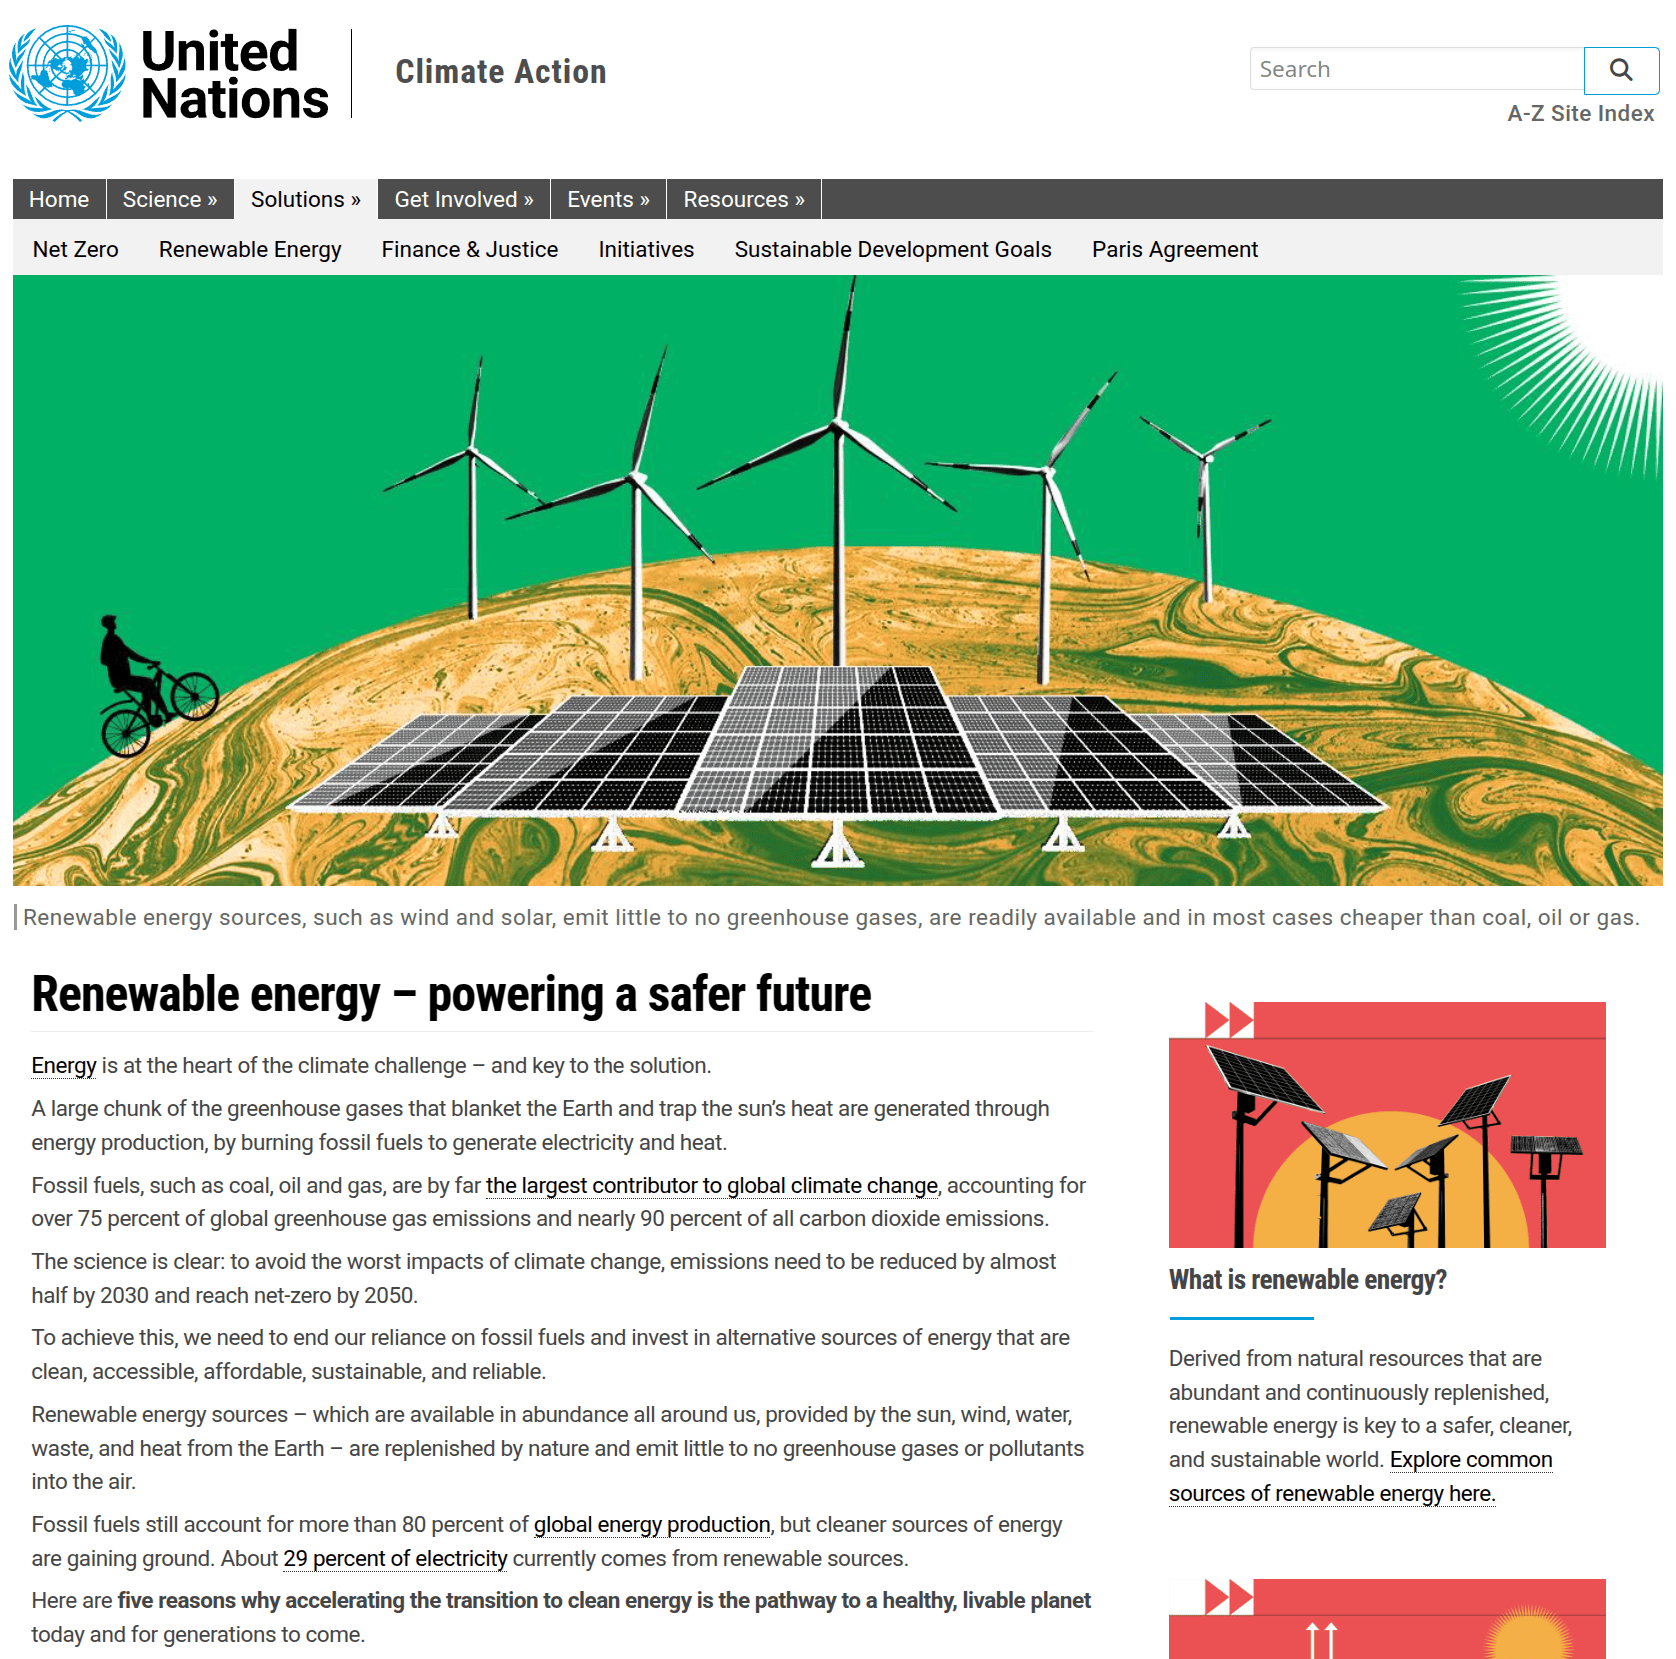 United
Nations
Climate Action
Search
A-Z Site Index
Home
Science »
Solutions »
Get Involved »
Events »
Resources »
Net Zero
Renewable Energy
Finance & Justice
Initiatives
Sustainable Development Goals
Paris Agreement
Renewable energy sources, such as wind and solar, emit little to no greenhouse gases, are readily available and in most cases cheaper than coal, oil or gas.
Renewable energy – powering a safer future
Energy is at the heart of the climate challenge – and key to the solution.
A large chunk of the greenhouse gases that blanket the Earth and trap the sun’s heat are generated through
energy production, by burning fossil fuels to generate electricity and heat.
Fossil fuels, such as coal, oil and gas, are by far the largest contributor to global climate change, accounting for
over 75 percent of global greenhouse gas emissions and nearly 90 percent of all carbon dioxide emissions.
The science is clear: to avoid the worst impacts of climate change, emissions need to be reduced by almost
half by 2030 and reach net-zero by 2050.
To achieve this, we need to end our reliance on fossil fuels and invest in alternative sources of energy that are
clean, accessible, affordable, sustainable, and reliable.
Renewable energy sources – which are available in abundance all around us, provided by the sun, wind, water,
waste, and heat from the Earth – are replenished by nature and emit little to no greenhouse gases or pollutants
into the air.
Fossil fuels still account for more than 80 percent of global energy production, but cleaner sources of energy
are gaining ground. About 29 percent of electricity currently comes from renewable sources.
Here are five reasons why accelerating the transition to clean energy is the pathway to a healthy, livable planet
today and for generations to come.
What is renewable energy?
Derived from natural resources that are
abundant and continuously replenished,
renewable energy is key to a safer, cleaner,
and sustainable world. Explore common
sources of renewable energy here.